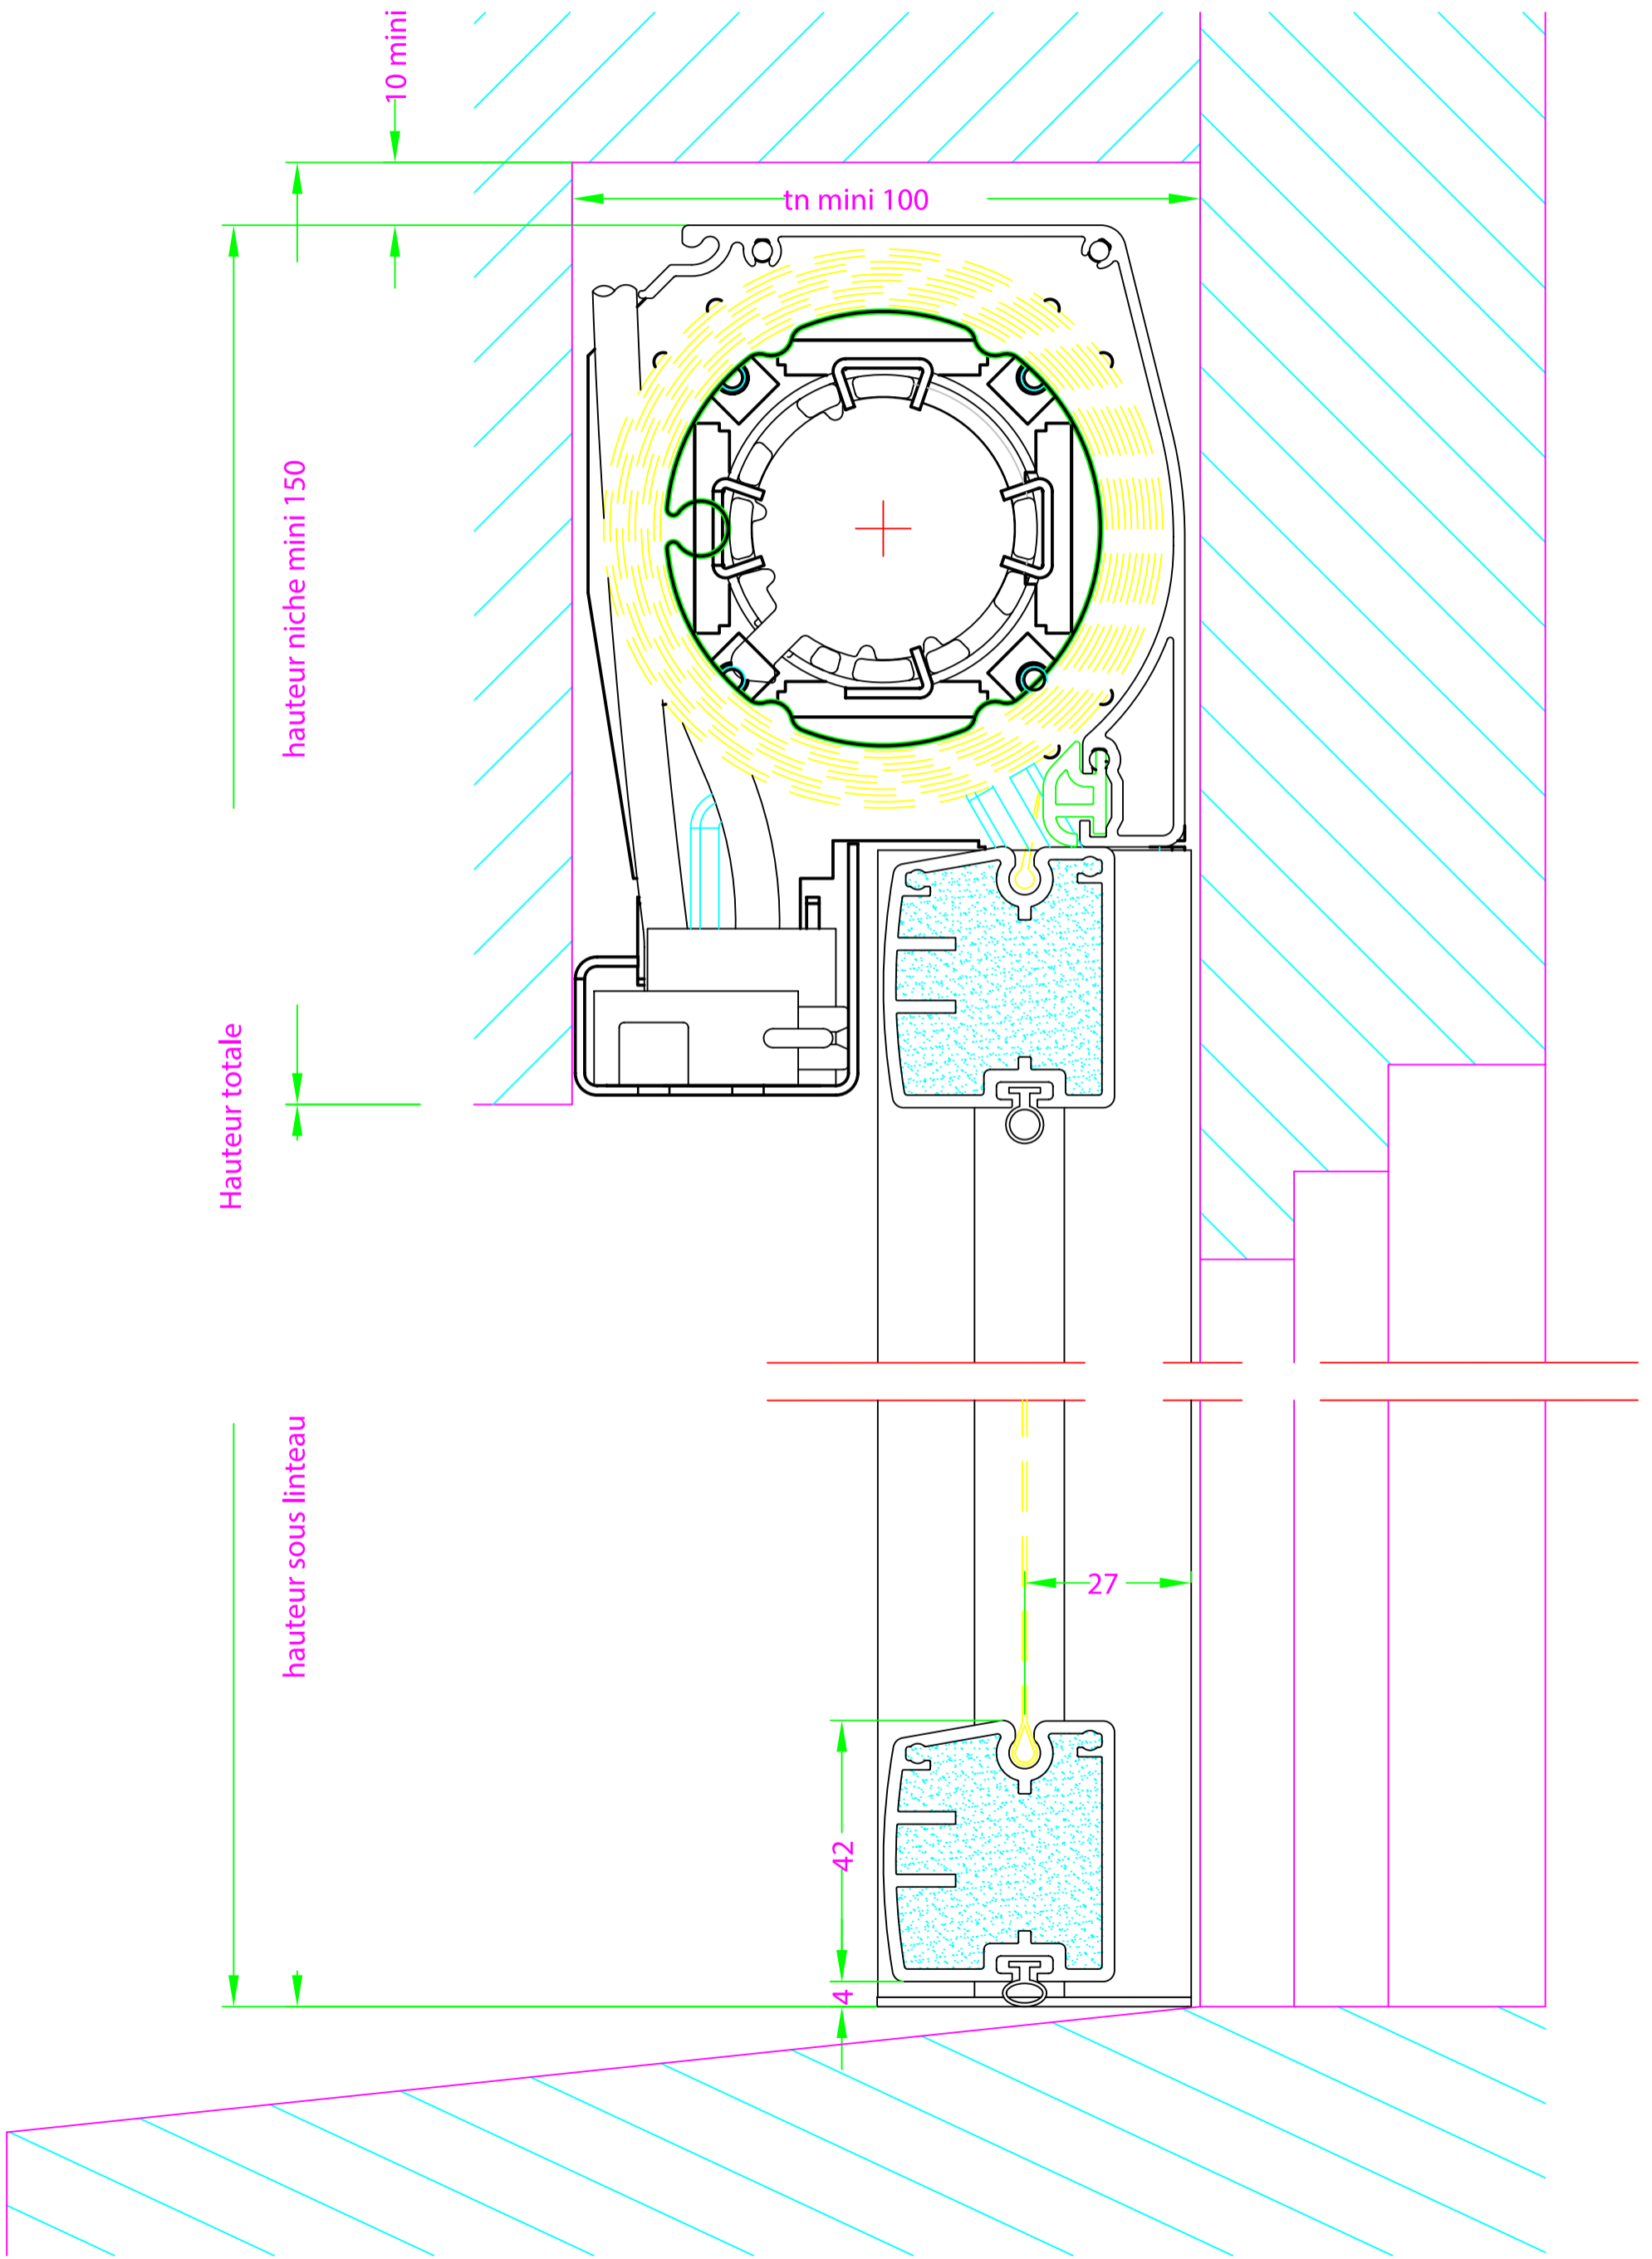 10 mini
tn mini 100
hauteur niche mini 150
Hauteur totale
hauteur sous linteau
27
42
4